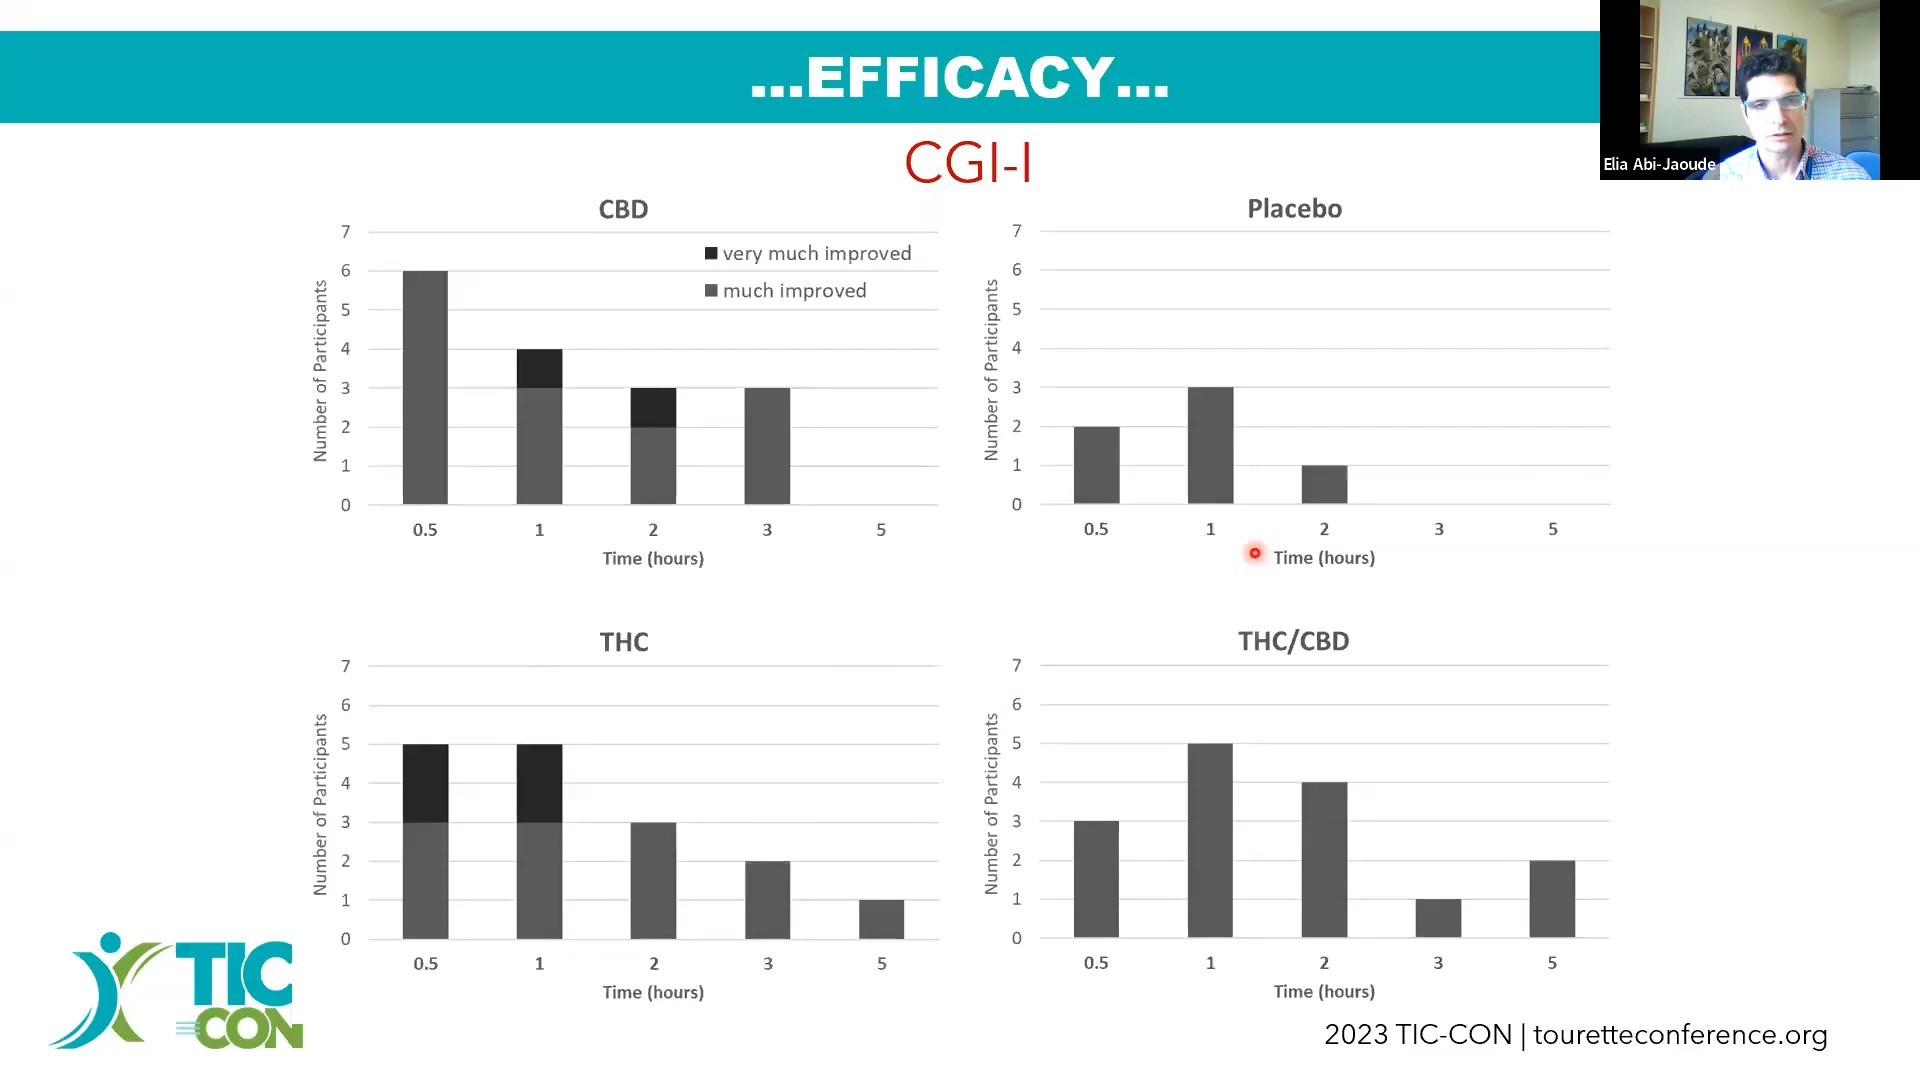 ...EFFICACY...
Elia Abi-Jaoude
CGI-I
CBD
7
6
5
4
3
2
1
0
Number of Participants
very much improved
much improved
0.5 1 2 3 5
Time (hours)
Placebo
7
6
5
4
3
2
1
0
Number of Participants
0.5 1 2 3 5
Time (hours)
THC
7
6
5
4
3
2
1
0
Number of Participants
0.5 1 2 3 5
Time (hours)
THC/CBD
7
6
5
4
3
2
1
0
Number of Participants
0.5 1 2 3 5
Time (hours)
TIC
CON
2023 TIC-CON | touretteconference.org